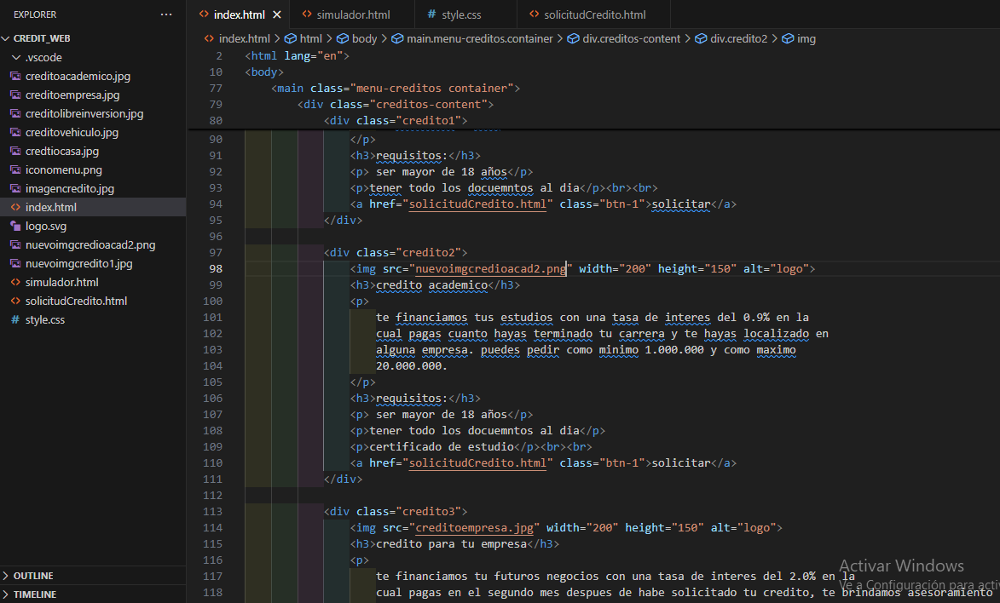 EXPLORER ...
CREDIT_WEB
.vscode
creditoacademico.jpg
creditoempresa.jpg
creditolibreinversion.jpg
creditovehiculo.jpg
credtiocasa.jpg
iconomenu.png
imagencredito.jpg
index.html
logo.svg
nuevoimgcredioacad2.png
nuevoimgcredito1.jpg
simulador.html
solicitudCredito.html
# style.css
OUTLINE
TIMELINE
index.html simulador.html # style.css solicitudCredito.html
index.html > html > body > main.menu-creditos.container > div.creditos-content > div.credito2 > img
2 <html lang="en">
10 <body>
77 <main class="menu-creditos container">
79 <div class="creditos-content">
80 <div class="credito1">
90 </p>
91 <h3>requisitos:</h3>
92 <p> ser mayor de 18 años</p>
93 <p>tener todo los docuemntos al dia</p><br><br>
94 <a href="solicitudCredito.html" class="btn-1">solicitar</a>
95 </div>
96
97 <div class="credito2">
98 <img src="nuevoimgcredioacad2.png" width="200" height="150" alt="logo">
99 <h3>credito academico</h3>
100 <p>
101 te financiamos tus estudios con una tasa de interes del 0.9% en la
102 cual pagas cuanto hayas terminado tu carrera y te hayas localizado en
103 alguna empresa. puedes pedir como minimo 1.000.000 y como maximo
104 20.000.000.
105 </p>
106 <h3>requisitos:</h3>
107 <p> ser mayor de 18 años</p>
108 <p>tener todo los docuemntos al dia</p>
109 <p>certificado de estudio</p><br><br>
110 <a href="solicitudCredito.html" class="btn-1">solicitar</a>
111 </div>
112
113 <div class="credito3">
114 <img src="creditoempresa.jpg" width="200" height="150" alt="logo">
115 <h3>credito para tu empresa</h3>
116 <p>
117 te financiamos tu futuros negocios con una tasa de interes del 2.0% en la
118 cual pagas en el segundo mes despues de habe solicitado tu credito, te brindamos asesoramiento
Activar Windows
Ve a Configuración para activ